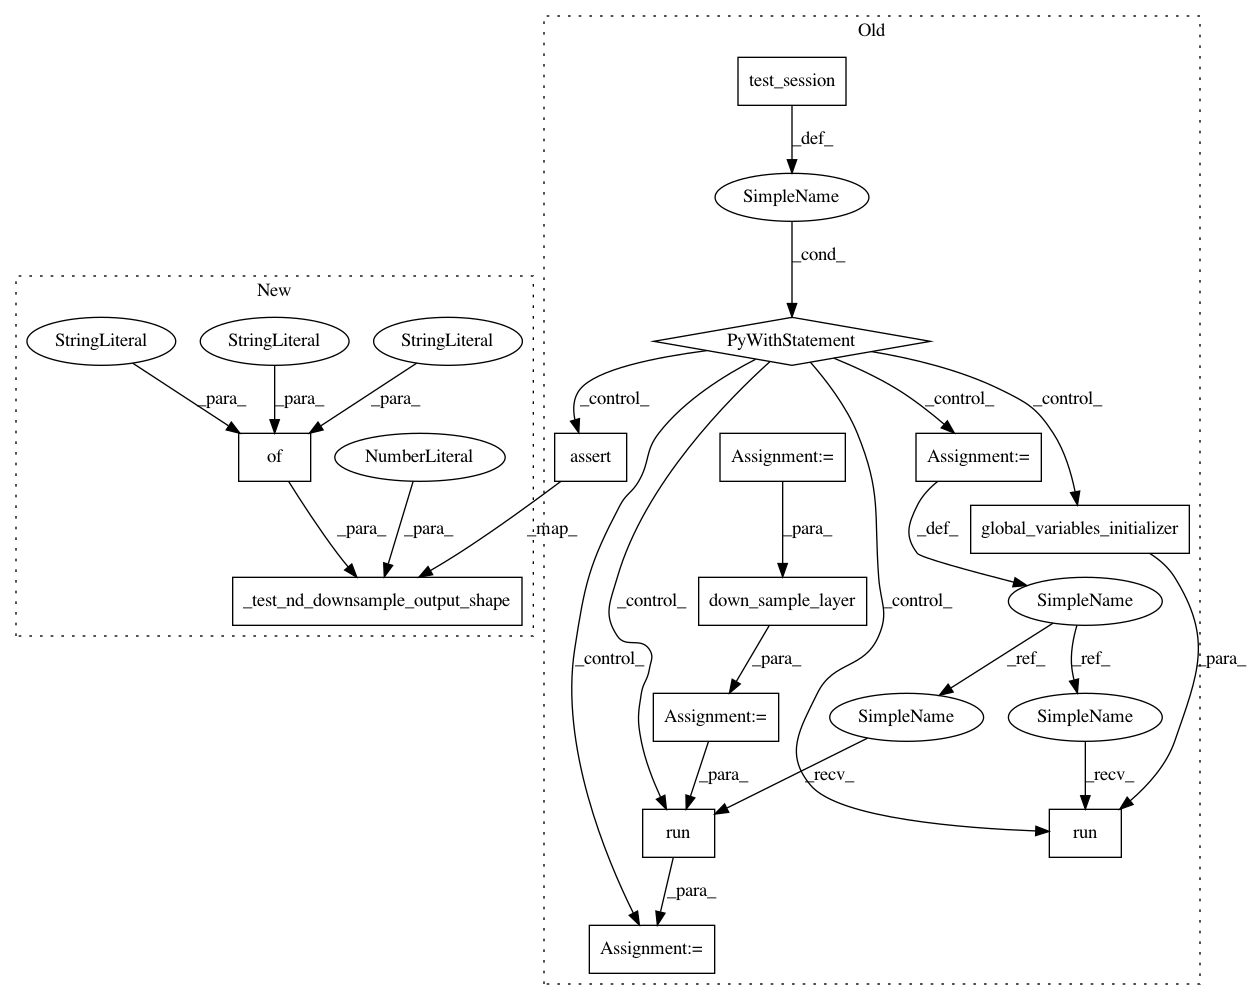 Old
test_session
_def_
SimpleName
_cond_
New
StringLiteral
StringLiteral
StringLiteral
PyWithStatement
_para_
_para_
_para_
_control_
_control_
_control_
of
NumberLiteral
assert
Assignment:=
Assignment:=
_para_
_para_
_map_
_para_
_def_
global_variables_initializer
_test_nd_downsample_output_shape
down_sample_layer
_control_
_control_
SimpleName
_control_
_para_
_ref_
_ref_
_para_
Assignment:=
SimpleName
SimpleName
_para_
_recv_
_recv_
run
run
_para_
Assignment:=